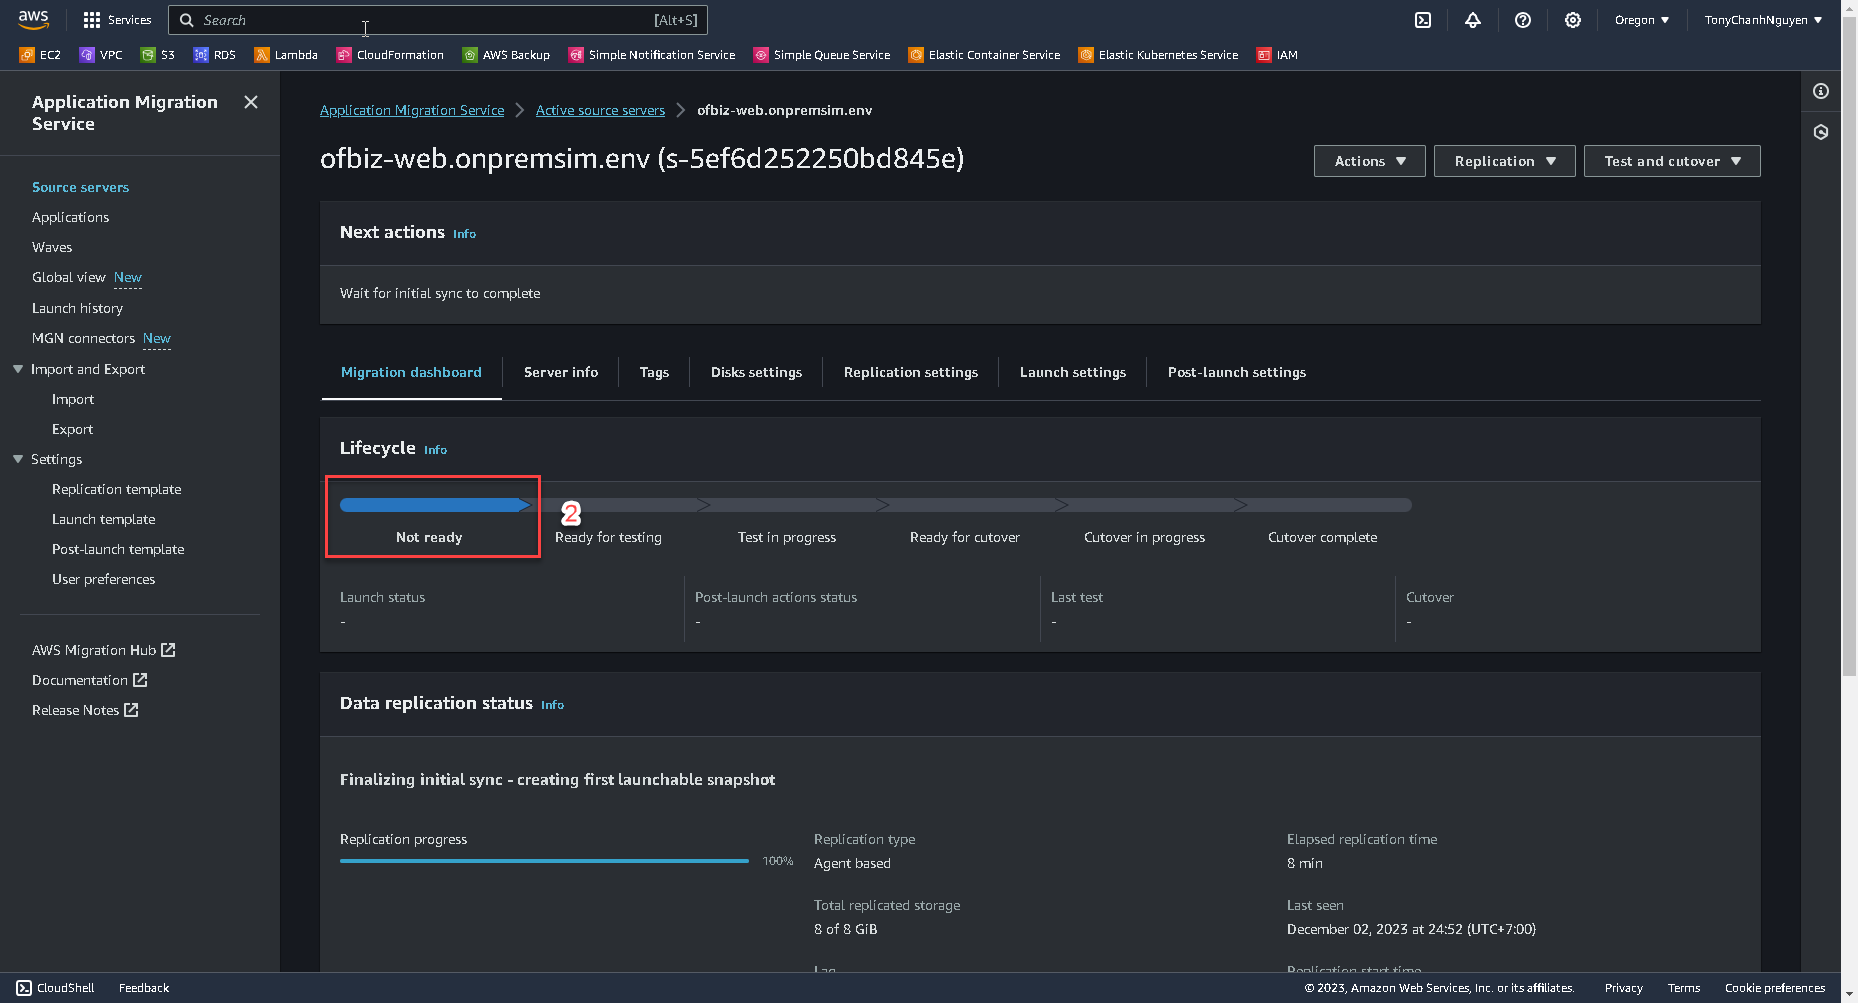 aws Services Search [Alt+S] Oregon ▼ TonyChanhNguyen ▼
EC2 VPC S3 RDS Lambda CloudFormation AWS Backup Simple Notification Service Simple Queue Service Elastic Container Service Elastic Kubernetes Service IAM
Application Migration
Service
Source servers
Applications
Waves
Global view New
Launch history
MGN connectors New
Import and Export
Import
Export
Settings
Replication template
Launch template
Post-launch template
User preferences
AWS Migration Hub
Documentation
Release Notes
Application Migration Service > Active source servers > ofbiz-web.onpremsim.env
ofbiz-web.onpremsim.env (s-5ef6d252250bd845e)
Actions ▼ Replication ▼ Test and cutover ▼
Next actions Info
Wait for initial sync to complete
Migration dashboard Server info Tags Disks settings Replication settings Launch settings Post-launch settings
Lifecycle Info
2
Not ready Ready for testing Test in progress Ready for cutover Cutover in progress Cutover complete
Launch status Post-launch actions status Last test Cutover
- - - -
Data replication status Info
Finalizing initial sync - creating first launchable snapshot
Replication progress Replication type Elapsed replication time
100% Agent based 8 min
Total replicated storage Last seen
8 of 8 GiB December 02, 2023 at 24:52 (UTC+7:00)
Lag Replication start time
CloudShell Feedback © 2023, Amazon Web Services, Inc. or its affiliates. Privacy Terms Cookie preferences